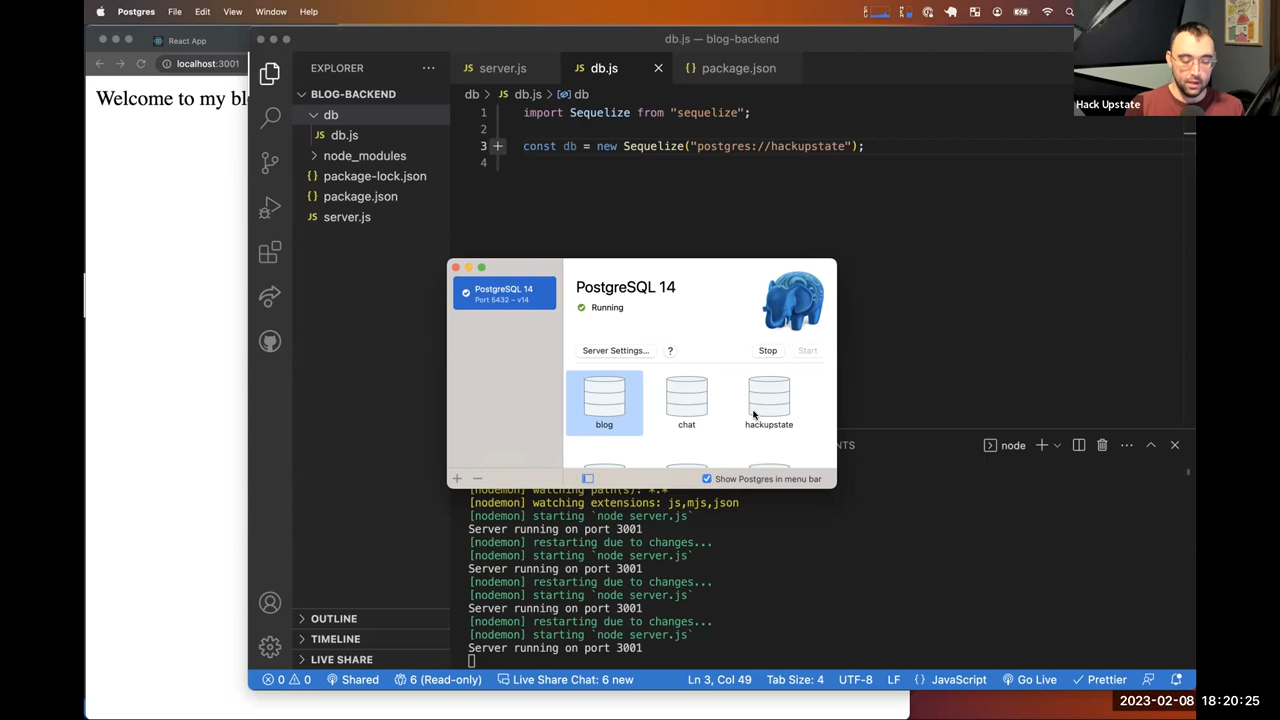 Postgres File Edit View Window Help
React App
localhost:3001
Welcome to my bl
db.js — blog-backend
EXPLORER
BLOG-BACKEND
db
db.js
node_modules
package-lock.json
package.json
server.js
OUTLINE
TIMELINE
LIVE SHARE
server.js db.js package.json
db > db.js > db
1 import Sequelize from "sequelize";
2
3 const db = new Sequelize("postgres://hackupstate");
4
Hack Upstate
PostgreSQL 14
Port 5432 – v14
PostgreSQL 14
Running
Server Settings... ? Stop Start
blog chat hackupstate
Show Postgres in menu bar
NTS
node
[nodemon] watching path(s): *.*
[nodemon] watching extensions: js,mjs,json
[nodemon] starting `node server.js`
Server running on port 3001
[nodemon] restarting due to changes...
[nodemon] starting `node server.js`
Server running on port 3001
[nodemon] restarting due to changes...
[nodemon] starting `node server.js`
Server running on port 3001
[nodemon] restarting due to changes...
[nodemon] starting `node server.js`
Server running on port 3001
0 0 Shared 6 (Read-only) Live Share Chat: 6 new Ln 3, Col 49 Tab Size: 4 UTF-8 LF JavaScript Go Live Prettier
2023-02-08 18:20:25